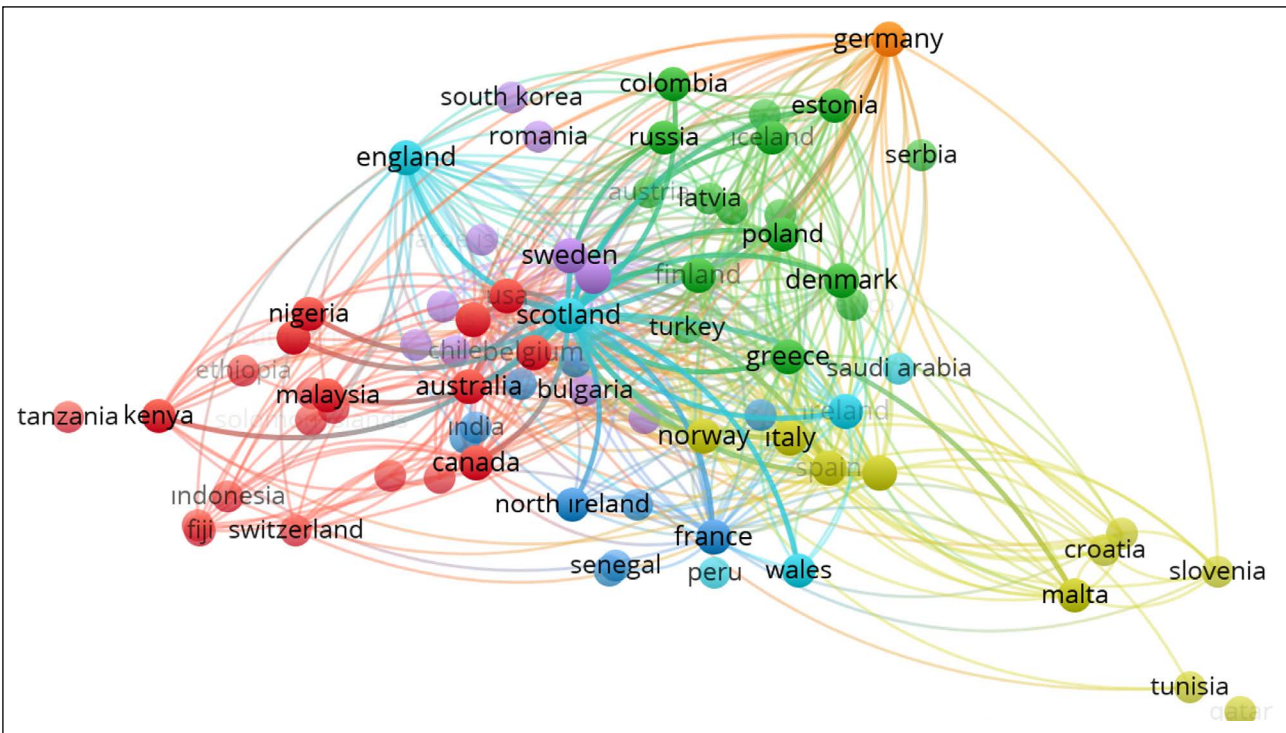 germany
colombia
south korea
estonia
romania
russia
iceland
england
serbia
austria
latvia
poland
sweden
finland
denmark
usa
nigeria
scotland
turkey
chile
belgium
greece
saudi arabia
ethiopia
malaysia
australia
bulgaria
tanzania
kenya
solomon islands
india
ireland
norway
italy
canada
spain
indonesia
north ireland
fiji
switzerland
france
croatia
senegal
peru
wales
slovenia
malta
tunisia
qatar